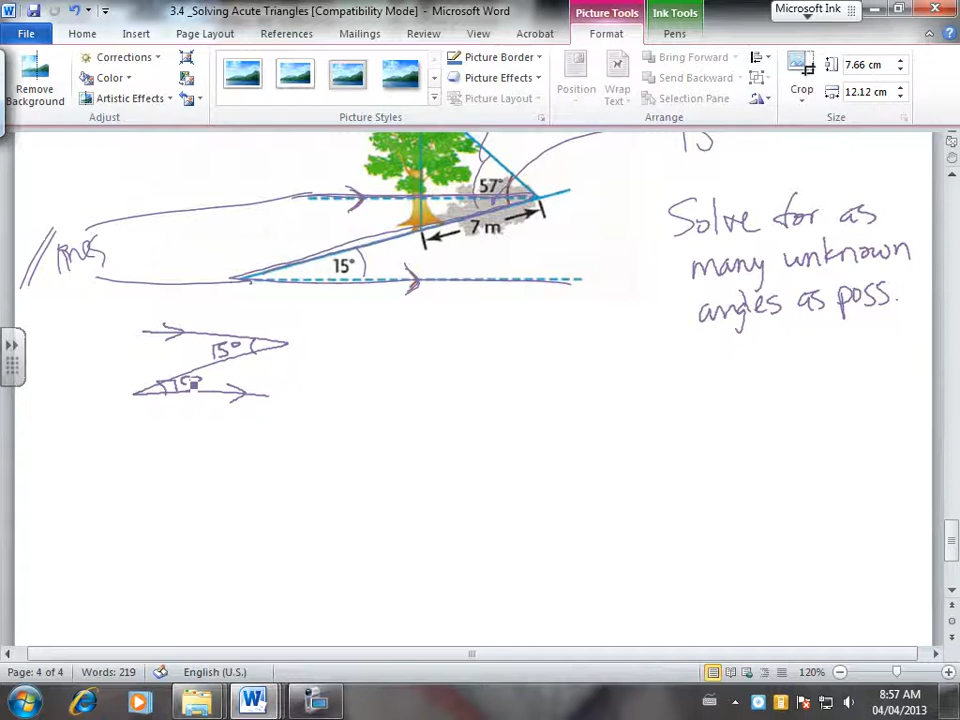 3.4 _Solving Acute Triangles [Compatibility Mode] - Microsoft Word
Picture Tools
Ink Tools
Microsoft Ink
File Home Insert Page Layout References Mailings Review View Acrobat Format Pens
Remove Background
Corrections
Color
Artistic Effects
Adjust
Picture Styles
Picture Border
Picture Effects
Picture Layout
Position
Wrap Text
Bring Forward
Send Backward
Selection Pane
Arrange
Crop
7.66 cm
12.12 cm
Size
57°
7 m
15°
// lines
Solve for as
many unknown
angles as poss.
15°
15°
Page: 4 of 4
Words: 219
English (U.S.)
120%
8:57 AM
04/04/2013